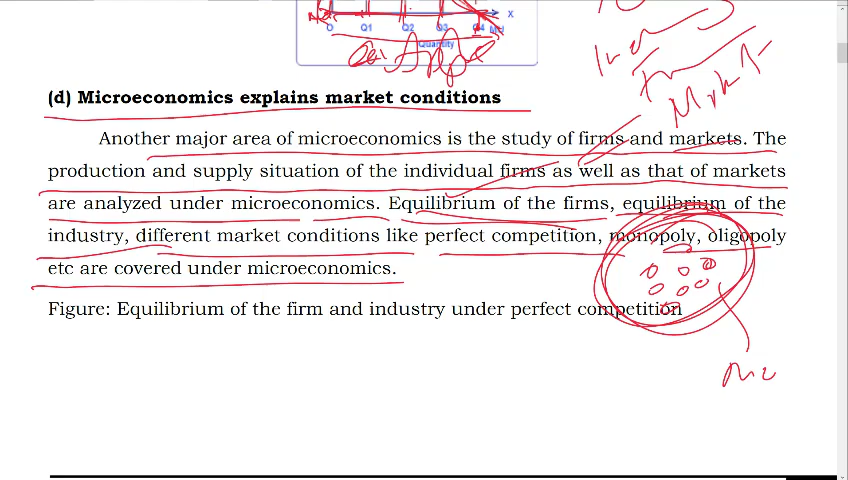 X
O Q1 Q2 Q3 Q4
Quantity
(d) Microeconomics explains market conditions
Another major area of microeconomics is the study of firms and markets. The
production and supply situation of the individual firms as well as that of markets
are analyzed under microeconomics. Equilibrium of the firms, equilibrium of the
industry, different market conditions like perfect competition, monopoly, oligopoly
etc are covered under microeconomics.
Figure: Equilibrium of the firm and industry under perfect competition